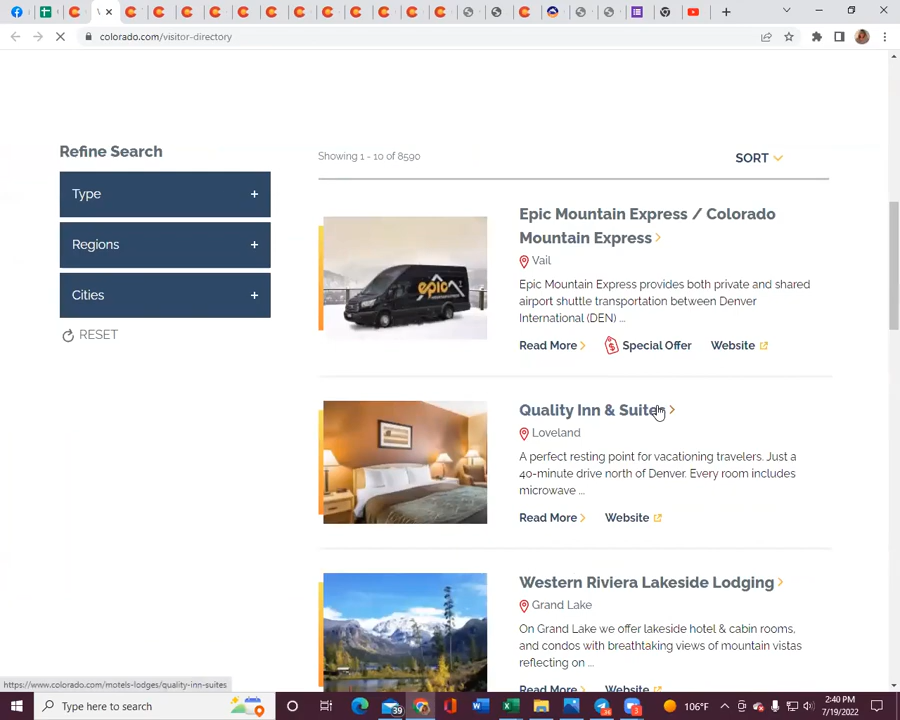 colorado.com/visitor-directory
Refine Search
Type
Regions
Cities
RESET
Showing 1 - 10 of 8590
SORT
Epic Mountain Express / Colorado
Mountain Express
Vail
Epic Mountain Express provides both private and shared
airport shuttle transportation between Denver
International (DEN) ...
Read More
Special Offer
Website
epic
Quality Inn & Suites
Loveland
A perfect resting point for vacationing travelers. Just a
40-minute drive north of Denver. Every room includes
microwave ...
Read More
Website
Western Riviera Lakeside Lodging
Grand Lake
On Grand Lake we offer lakeside hotel & cabin rooms,
and condos with breathtaking views of mountain vistas
reflecting on ...
Read More
Website
https://www.colorado.com/motels-lodges/quality-inn-suites
Type here to search
39
106°F
2:40 PM
7/19/2022